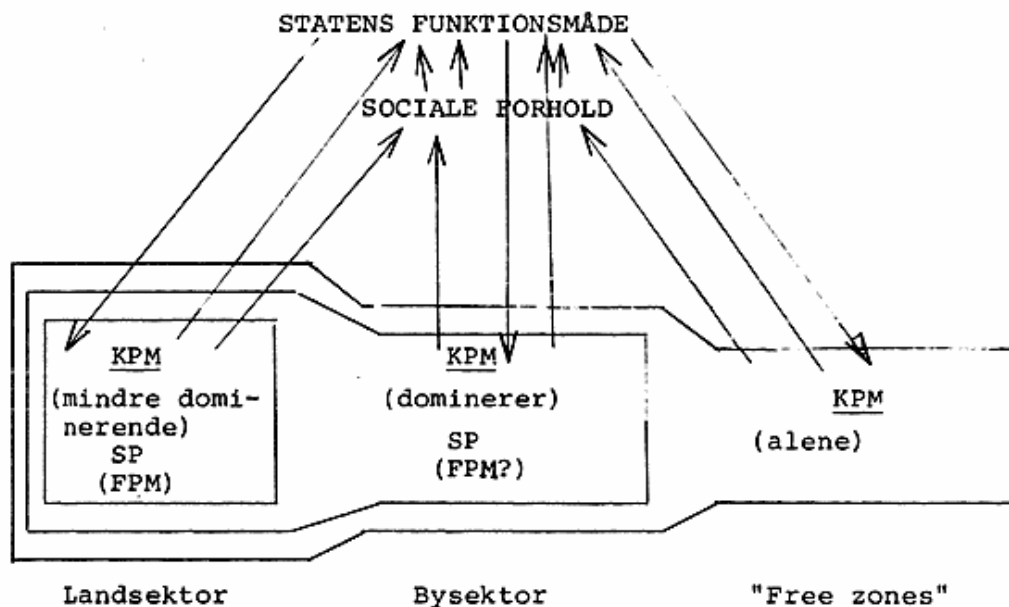 STATENS FUNKTIONSMÅDE
SOCIALE FORHOLD
KPM
(mindre domi-
nerende)
SP
(FPM)
KPM
(dominerer)
SP
(FPM?)
KPM
(alene)
Landsektor
Bysektor
"Free zones"